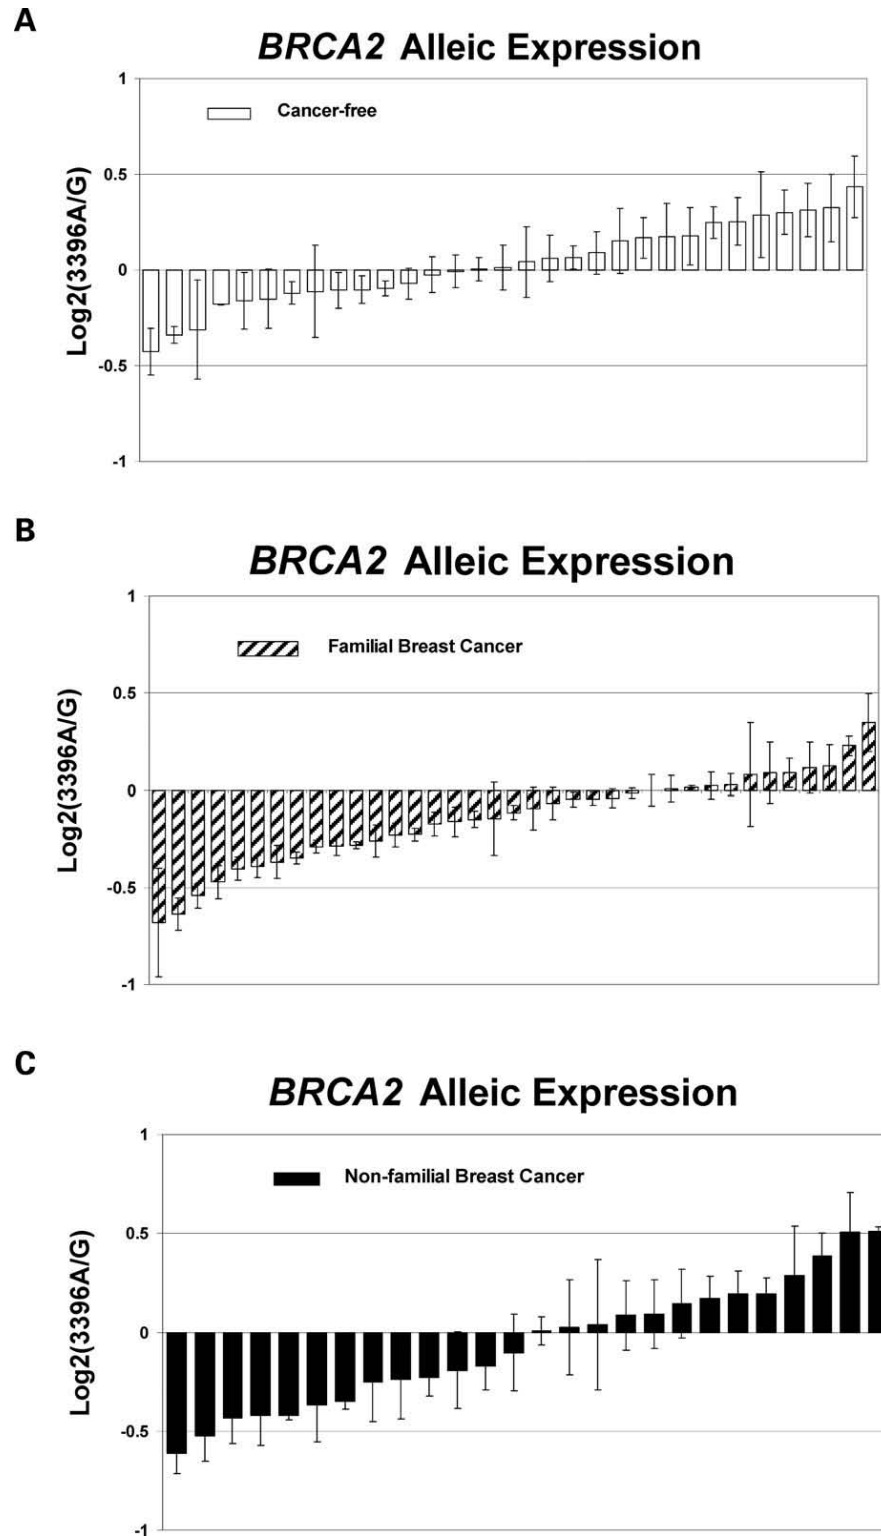 A
BRCA2 Alleic Expression
1
Cancer-free
0.5
Log2(3396A/G)
0
-0.5
-1
B
BRCA2 Alleic Expression
1
Familial Breast Cancer
0.5
Log2(3396A/G)
0
-0.5
-1
C
BRCA2 Alleic Expression
1
Non-familial Breast Cancer
0.5
Log2(3396A/G)
0
-0.5
-1